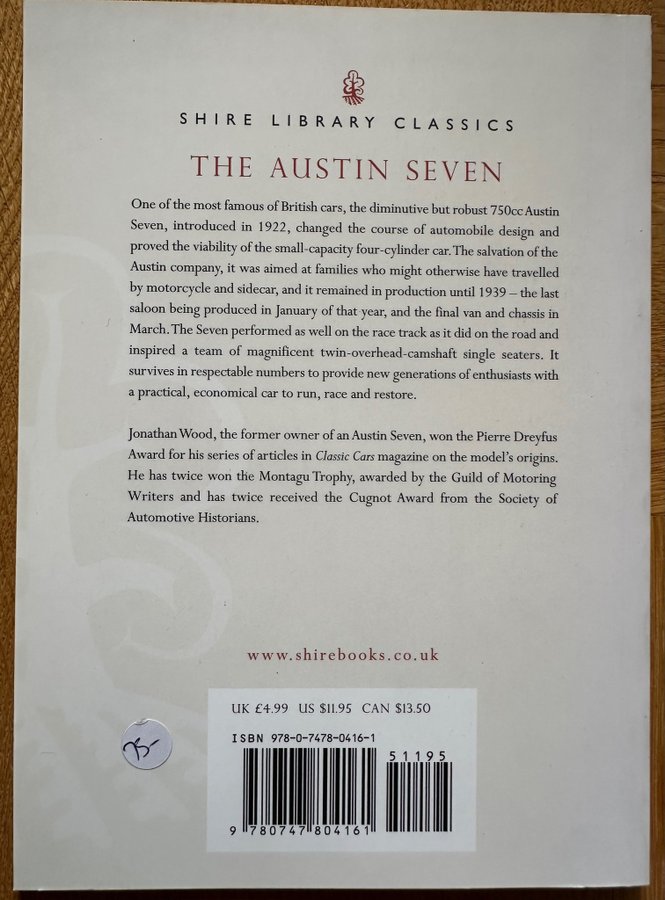 SHIRE LIBRARY CLASSICS
THE AUSTIN SEVEN
One of the most famous of British cars, the diminutive but robust 750cc Austin
Seven, introduced in 1922, changed the course of automobile design and
proved the viability of the small-capacity four-cylinder car. The salvation of the
Austin company, it was aimed at families who might otherwise have travelled
by motorcycle and sidecar, and it remained in production until 1939 – the last
saloon being produced in January of that year, and the final van and chassis in
March. The Seven performed as well on the race track as it did on the road and
inspired a team of magnificent twin-overhead-camshaft single seaters. It
survives in respectable numbers to provide new generations of enthusiasts with
a practical, economical car to run, race and restore.
Jonathan Wood, the former owner of an Austin Seven, won the Pierre Dreyfus
Award for his series of articles in Classic Cars magazine on the model's origins.
He has twice won the Montagu Trophy, awarded by the Guild of Motoring
Writers and has twice received the Cugnot Award from the Society of
Automotive Historians.
www.shirebooks.co.uk
UK £4.99 US $11.95 CAN $13.50
ISBN 978-0-7478-0416-1
51195
9 780747 804161